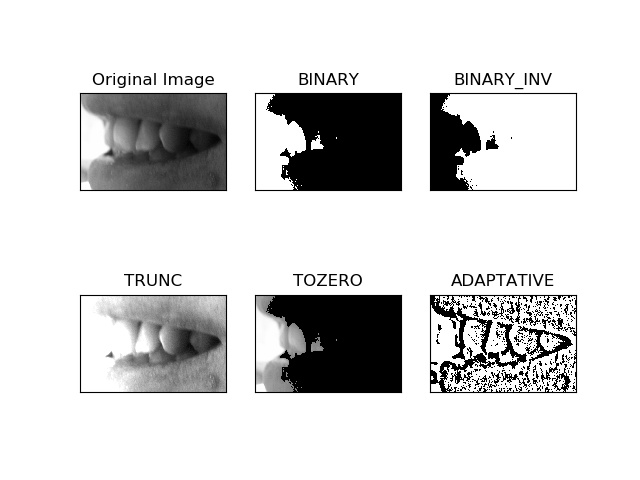 Original Image
BINARY
BINARY_INV
TRUNC
TOZERO
ADAPTATIVE